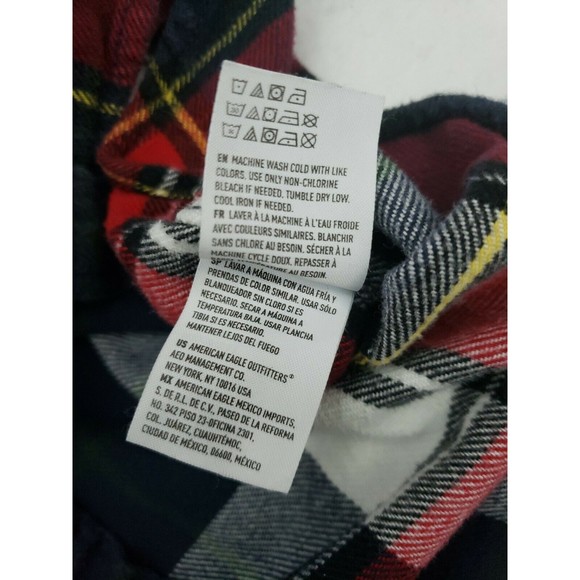 EN MACHINE WASH COLD WITH LIKE
COLORS. USE ONLY NON-CHLORINE
BLEACH IF NEEDED. TUMBLE DRY LOW.
COOL IRON IF NEEDED.
FR LAVER À LA MACHINE À L'EAU FROIDE
AVEC COULEURS SIMILAIRES. BLANCHIR
SANS CHLORE AU BESOIN. SÉCHER À LA
MACHINE CYCLE DOUX. REPASSER À
TEMPÉRATURE AU BESOIN.
SP LAVAR A MÁQUINA CON AGUA FRÍA Y
PRENDAS DE COLOR SIMILAR. USAR SÓLO
BLANQUEADOR SIN CLORO SI ES
NECESARIO. SECAR A MÁQUINA A
TEMPERATURA BAJA. USAR PLANCHA
TIBIA SI ES NECESARIO.
MANTENER LEJOS DEL FUEGO
US AMERICAN EAGLE OUTFITTERS®
AEO MANAGEMENT CO.
NEW YORK, NY 10016 USA
MX AMERICAN EAGLE MEXICO IMPORTS,
S. DE R.L. DE C.V., PASEO DE LA REFORMA
NO. 342 PISO 23-OFICINA 2301,
COL. JUÁREZ, CUAUHTÉMOC,
CIUDAD DE MÉXICO, 06600, MÉXICO